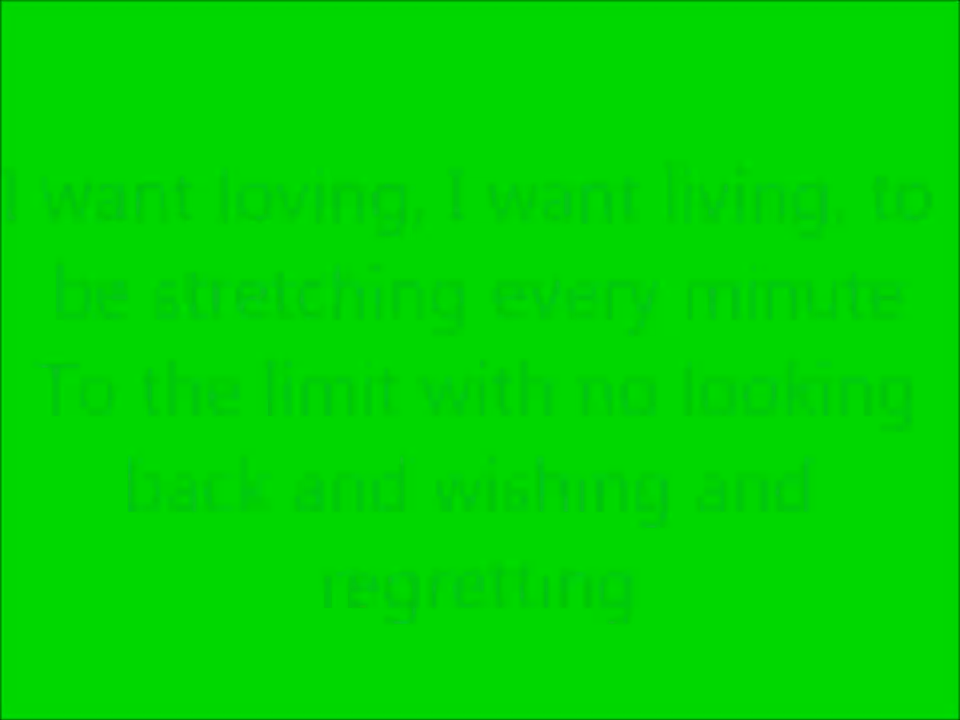 I want loving, I want living, to
be stretching every minute
To the limit with no looking
back and wishing and
regretting